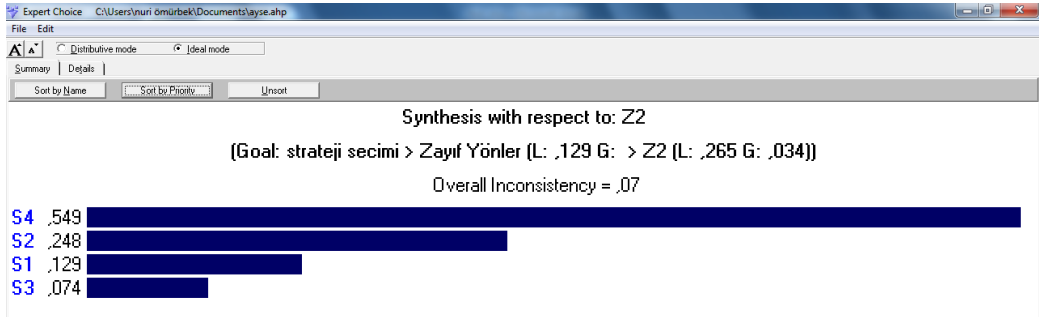 Expert Choice C:\Users\nuri ömürbek\Documents\ayse.ahp
File Edit
A A Distributive mode Ideal mode
Summary Details
Sort by Name Sort by Priority Unsort
Synthesis with respect to: Z2
(Goal: strateji secimi > Zayıf Yönler (L: ,129 G: > Z2 (L: ,265 G: ,034))
Overall Inconsistency = ,07
S4 ,549
S2 ,248
S1 ,129
S3 ,074